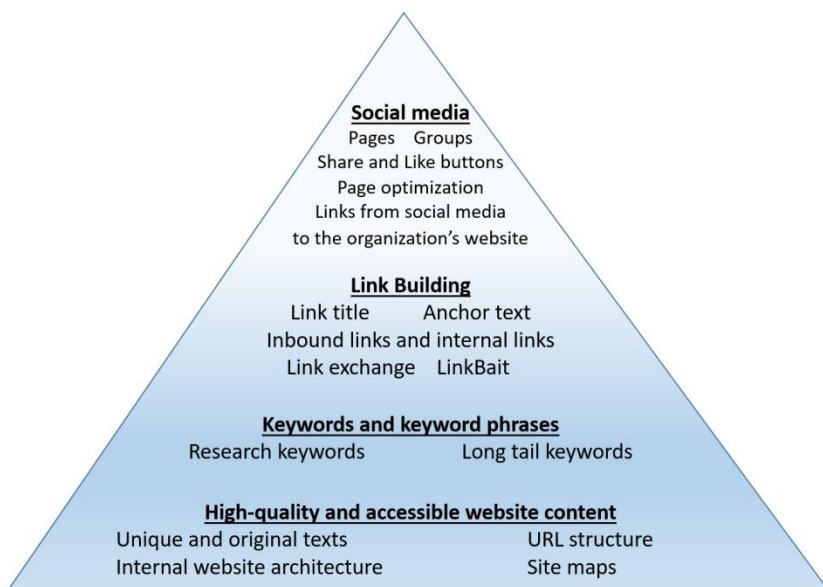 Social media
Pages Groups
Share and Like buttons
Page optimization
Links from social media
to the organization's website
Link Building
Link title Anchor text
Inbound links and internal links
Link exchange LinkBait
Keywords and keyword phrases
Research keywords Long tail keywords
High-quality and accessible website content
Unique and original texts URL structure
Internal website architecture Site maps